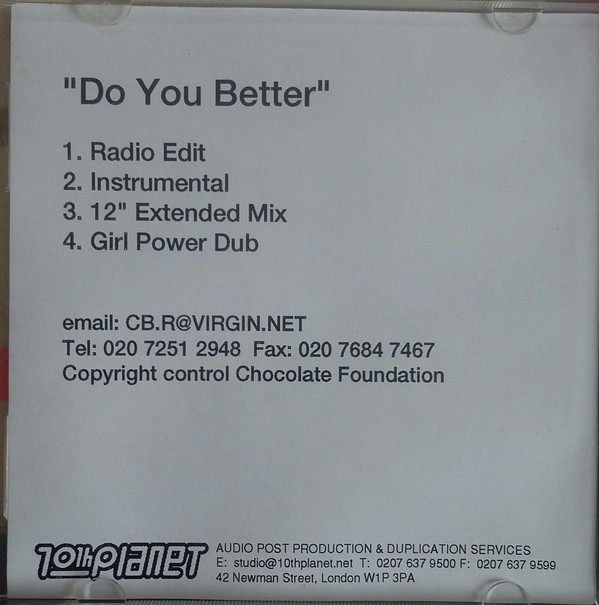 "Do You Better"
1. Radio Edit
2. Instrumental
3. 12" Extended Mix
4. Girl Power Dub
email: CB.R@VIRGIN.NET
Tel: 020 7251 2948 Fax: 020 7684 7467
Copyright control Chocolate Foundation
10th PlaneT
AUDIO POST PRODUCTION & DUPLICATION SERVICES
E: studio@10thplanet.net T: 0207 637 9500 F: 0207 637 9599
42 Newman Street, London W1P 3PA